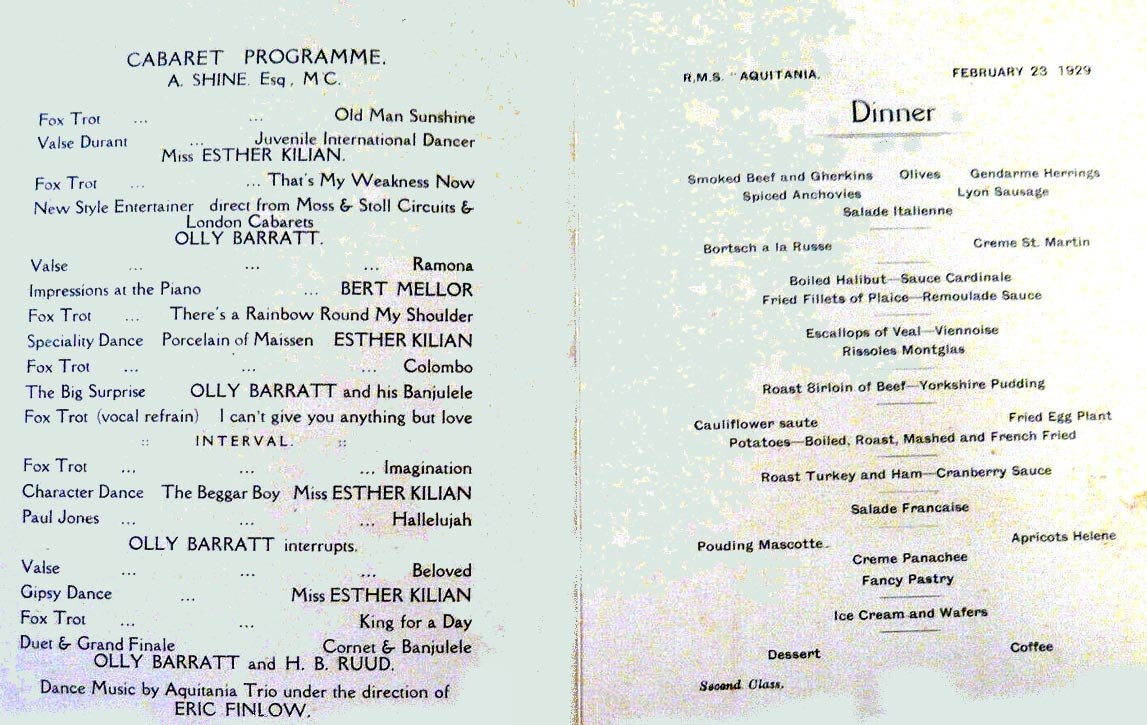 CABARET PROGRAMME.
A. SHINE. Esq, M C.
Fox Trot ... ... Old Man Sunshine
Valse Durant ... Juvenile International Dancer
Miss ESTHER KILIAN.
Fox Trot ... ... That's My Weakness Now
New Style Entertainer direct from Moss & Stoll Circuits &
London Cabarets
OLLY BARRATT.
Valse ... ... ... Ramona
Impressions at the Piano ... BERT MELLOR
Fox Trot ... There's a Rainbow Round My Shoulder
Speciality Dance Porcelain of Maissen ESTHER KILIAN
Fox Trot ... ... ... Colombo
The Big Surprise OLLY BARRATT and his Banjulele
Fox Trot (vocal refrain) I can't give you anything but love
:: INTERVAL. ::
Fox Trot ... ... ... Imagination
Character Dance The Beggar Boy Miss ESTHER KILIAN
Paul Jones ... ... ... Hallelujah
OLLY BARRATT interrupts.
Valse ... ... ... Beloved
Gipsy Dance ... Miss ESTHER KILIAN
Fox Trot ... ... King for a Day
Duet & Grand Finale Cornet & Banjulele
OLLY BARRATT and H. B. RUUD.
Dance Music by Aquitania Trio under the direction of
ERIC FINLOW.
R.M.S. "AQUITANIA. FEBRUARY 23 1929
Dinner
Smoked Beef and Gherkins Olives Gendarme Herrings
Spiced Anchovies Lyon Sausage
Salade Italienne
Bortsch a la Russe Creme St. Martin
Boiled Halibut—Sauce Cardinale
Fried Fillets of Plaice—Remoulade Sauce
Escallops of Veal—Viennoise
Rissoles Montglas
Roast Sirloin of Beef—Yorkshire Pudding
Cauliflower saute Fried Egg Plant
Potatoes—Boiled, Roast, Mashed and French Fried
Roast Turkey and Ham—Cranberry Sauce
Salade Francaise
Pouding Mascotte Apricots Helene
Creme Panachee
Fancy Pastry
Ice Cream and Wafers
Dessert Coffee
Second Class.